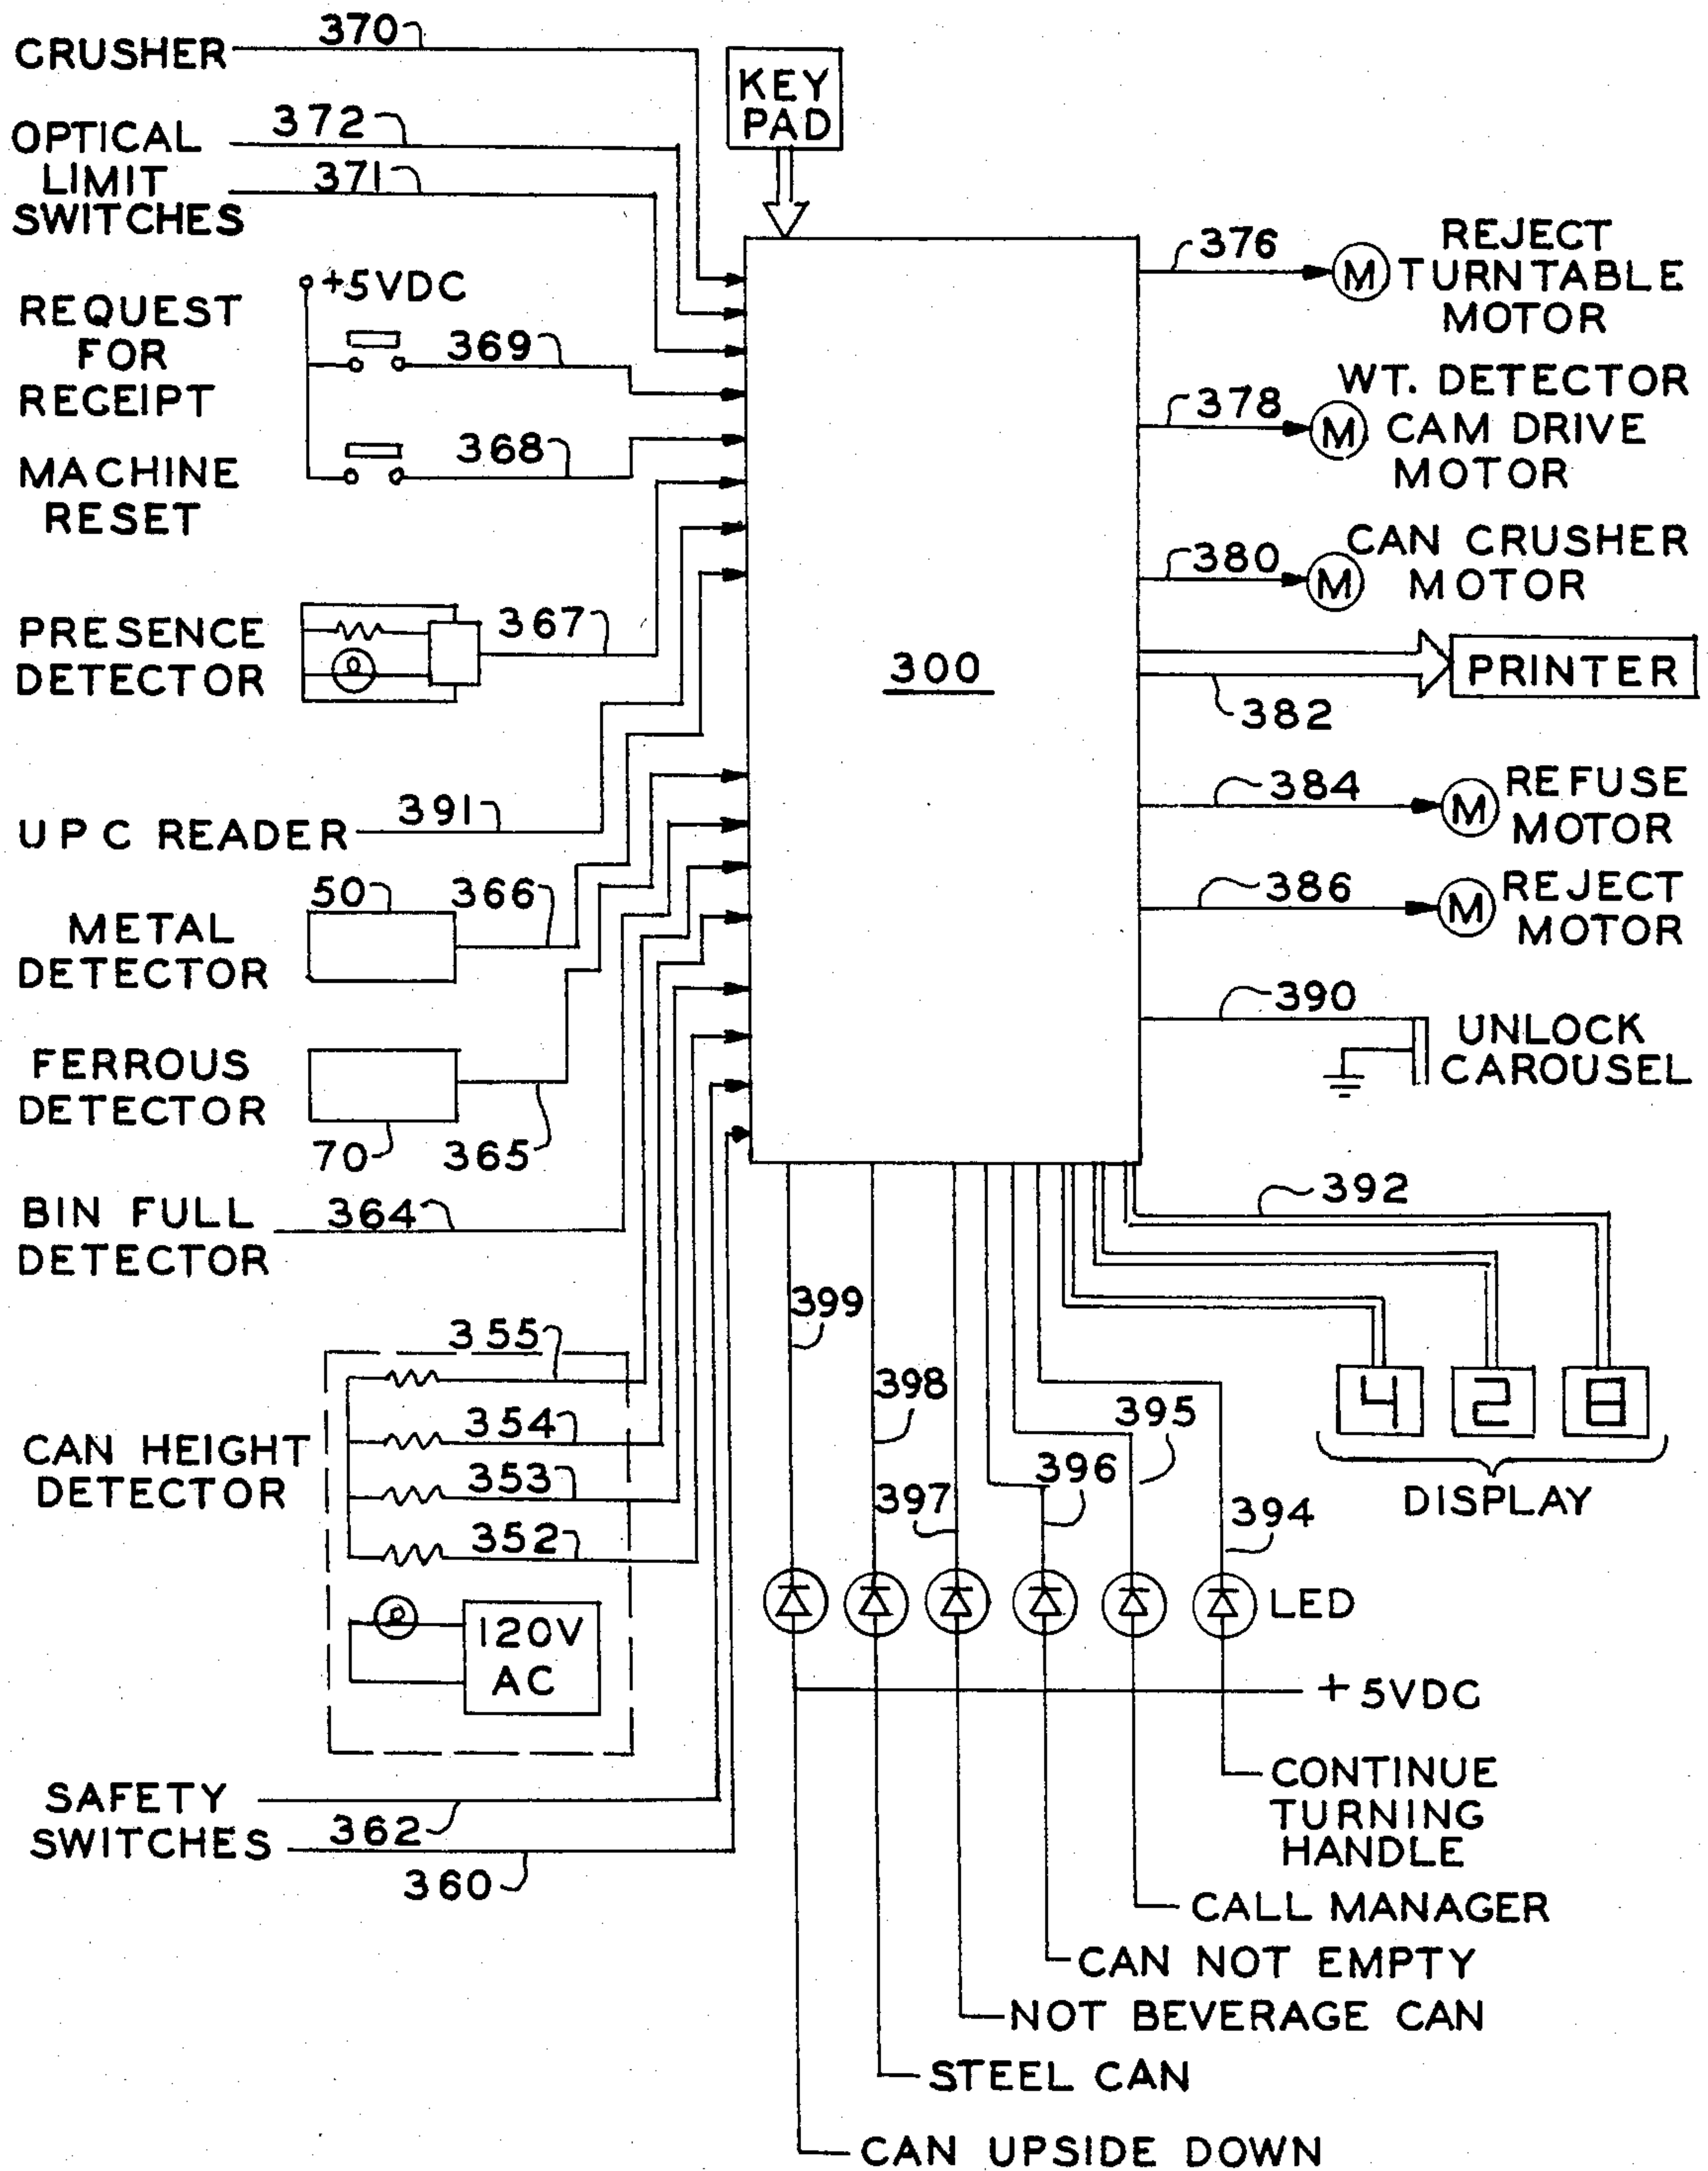 CRUSHER
370
KEY
PAD
OPTICAL
LIMIT
SWITCHES
372
371
+5VDC
REQUEST
FOR
RECEIPT
369
MACHINE
RESET
368
PRESENCE
DETECTOR
367
UPC READER
391
METAL
DETECTOR
50
366
FERROUS
DETECTOR
70
365
BIN FULL
DETECTOR
364
CAN HEIGHT
DETECTOR
355
354
353
352
120V
AC
SAFETY
SWITCHES
362
360
300
376
M
REJECT
TURNTABLE
MOTOR
378
M
WT. DETECTOR
CAM DRIVE
MOTOR
380
M
CAN CRUSHER
MOTOR
382
PRINTER
384
M
REFUSE
MOTOR
386
M
REJECT
MOTOR
390
UNLOCK
CAROUSEL
392
4 2 8
DISPLAY
399
398
397
396
395
394
LED
+5VDC
CONTINUE
TURNING
HANDLE
CALL MANAGER
CAN NOT EMPTY
NOT BEVERAGE CAN
STEEL CAN
CAN UPSIDE DOWN